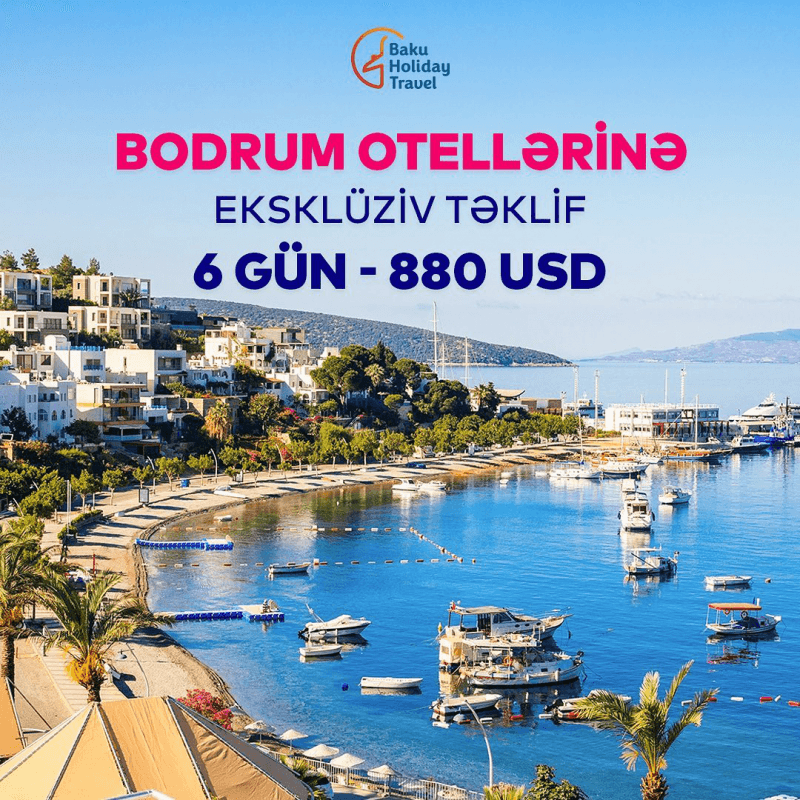 Baku
Holiday
Travel
BODRUM OTELLƏRİNƏ
EKSKLÜZİV TƏKLİF
6 GÜN - 880 USD